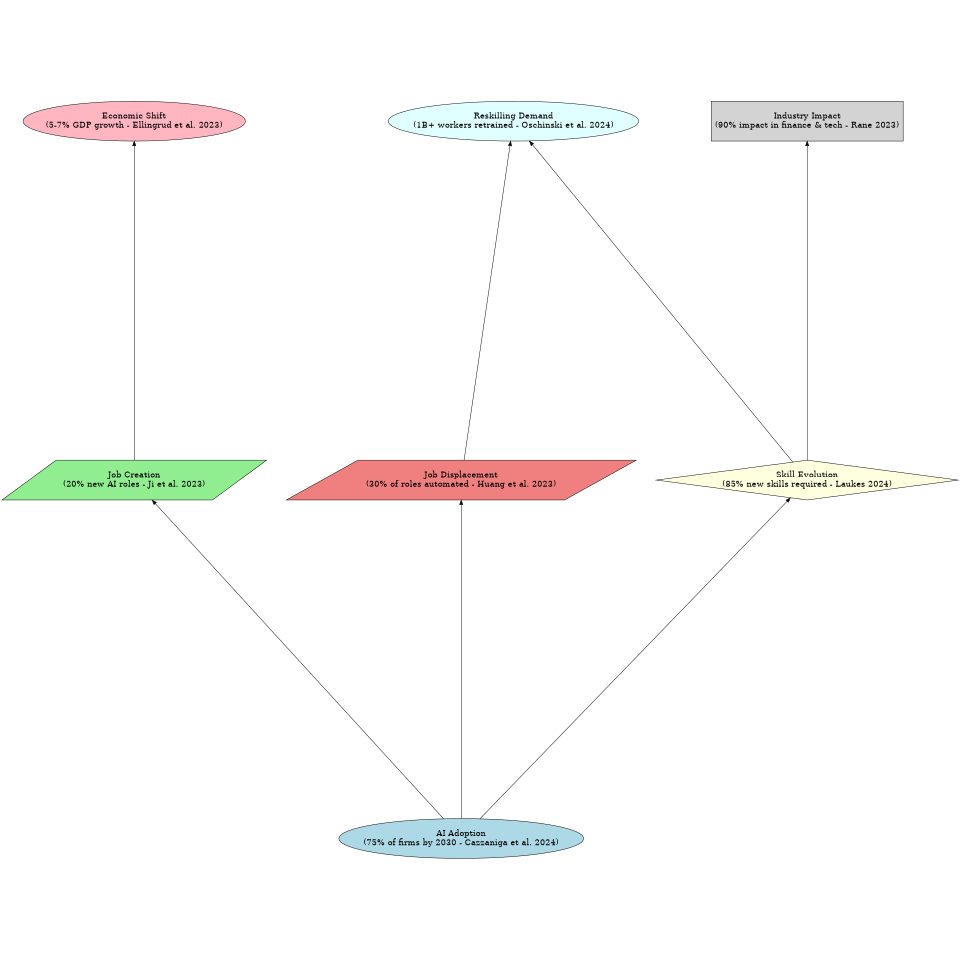 Economic Shift
(5-7% GDP growth - Ellingrud et al. 2023)
Reskilling Demand
(1B+ workers retrained - Oschinski et al. 2024)
Industry Impact
(90% impact in finance & tech - Rane 2023)
Job Creation
(20% new AI roles - Ji et al. 2023)
Job Displacement
(30% of roles automated - Huang et al. 2023)
Skill Evolution
(85% new skills required - Laukes 2024)
AI Adoption
(75% of firms by 2030 - Cazzaniga et al. 2024)